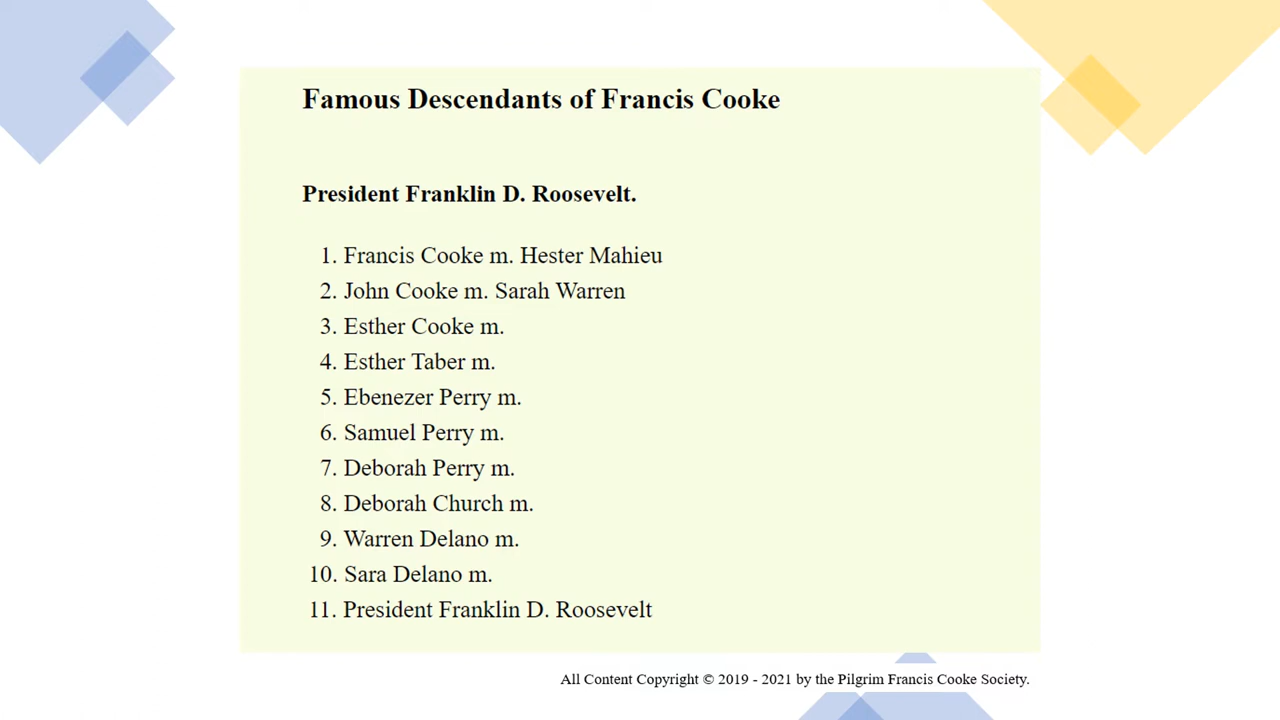 Famous Descendants of Francis Cooke
President Franklin D. Roosevelt.
1. Francis Cooke m. Hester Mahieu
2. John Cooke m. Sarah Warren
3. Esther Cooke m.
4. Esther Taber m.
5. Ebenezer Perry m.
6. Samuel Perry m.
7. Deborah Perry m.
8. Deborah Church m.
9. Warren Delano m.
10. Sara Delano m.
11. President Franklin D. Roosevelt
All Content Copyright © 2019 - 2021 by the Pilgrim Francis Cooke Society.